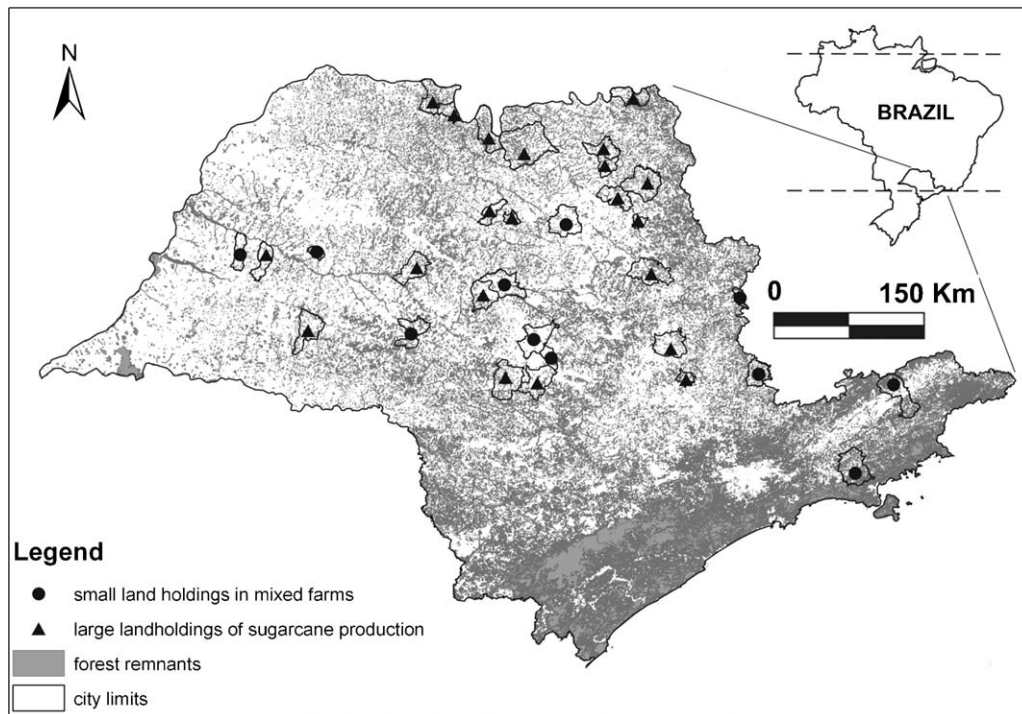 N
BRAZIL
0 150 Km
Legend
small land holdings in mixed farms
large landholdings of sugarcane production
forest remnants
city limits